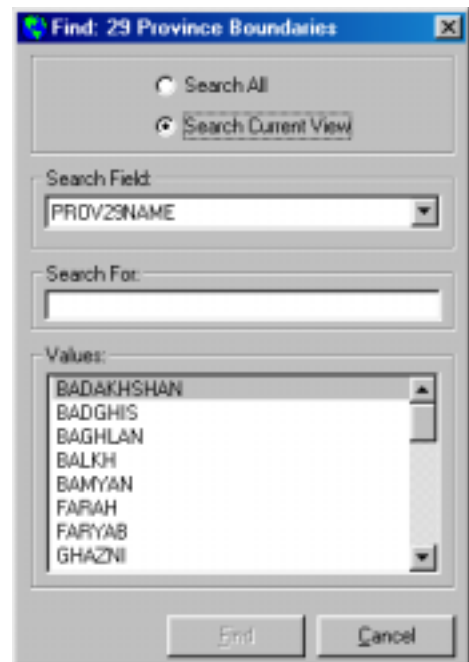 Find: 29 Province Boundaries
Search All
Search Current View
Search Field:
PROV29NAME
Search For:
Values:
BADAKHSHAN
BADGHIS
BAGHLAN
BALKH
BAMYAN
FARAH
FARYAB
GHAZNI
Find
Cancel